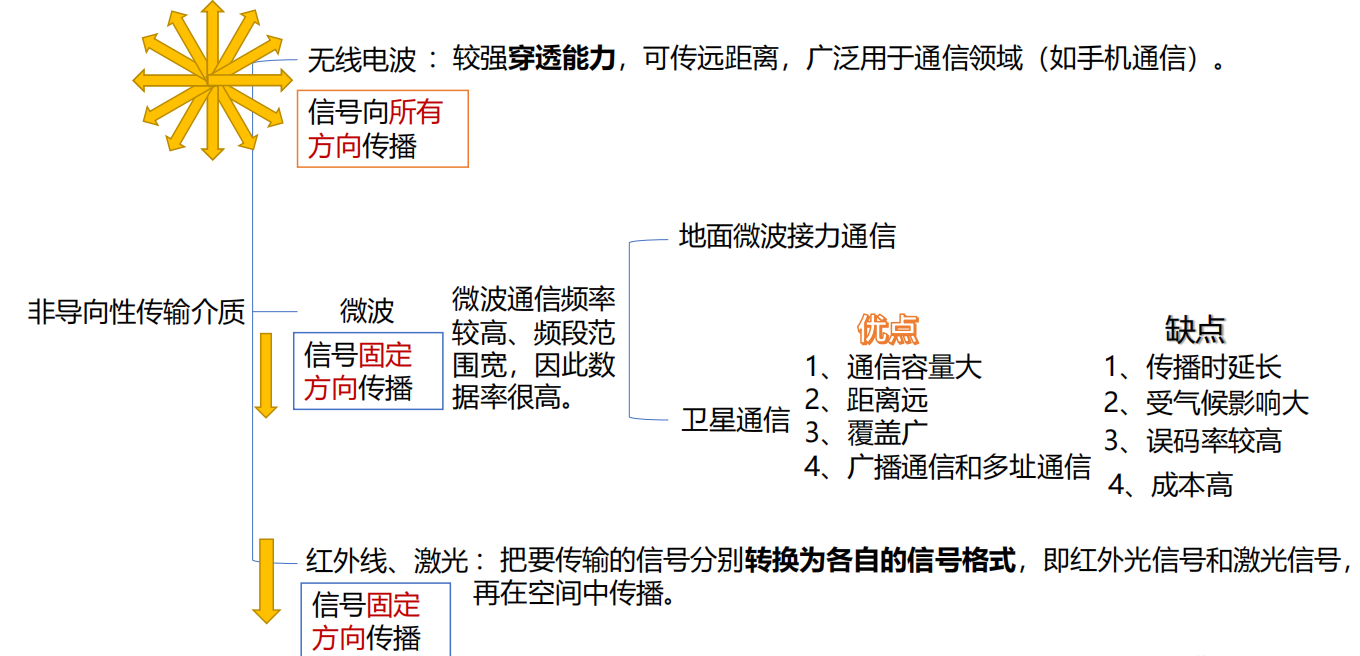 无线电波 ：较强穿透能力，可传远距离，广泛用于通信领域（如手机通信）。
信号向所有
方向传播
非导向性传输介质
微波
信号固定
方向传播
微波通信频率
较高、频段范
围宽，因此数
据率很高。
地面微波接力通信
卫星通信
优点
1、通信容量大
2、距离远
3、覆盖广
4、广播通信和多址通信
缺点
1、传播时延长
2、受气候影响大
3、误码率较高
4、成本高
红外线、激光：把要传输的信号分别转换为各自的信号格式，即红外光信号和激光信号，
再在空间中传播。
信号固定
方向传播